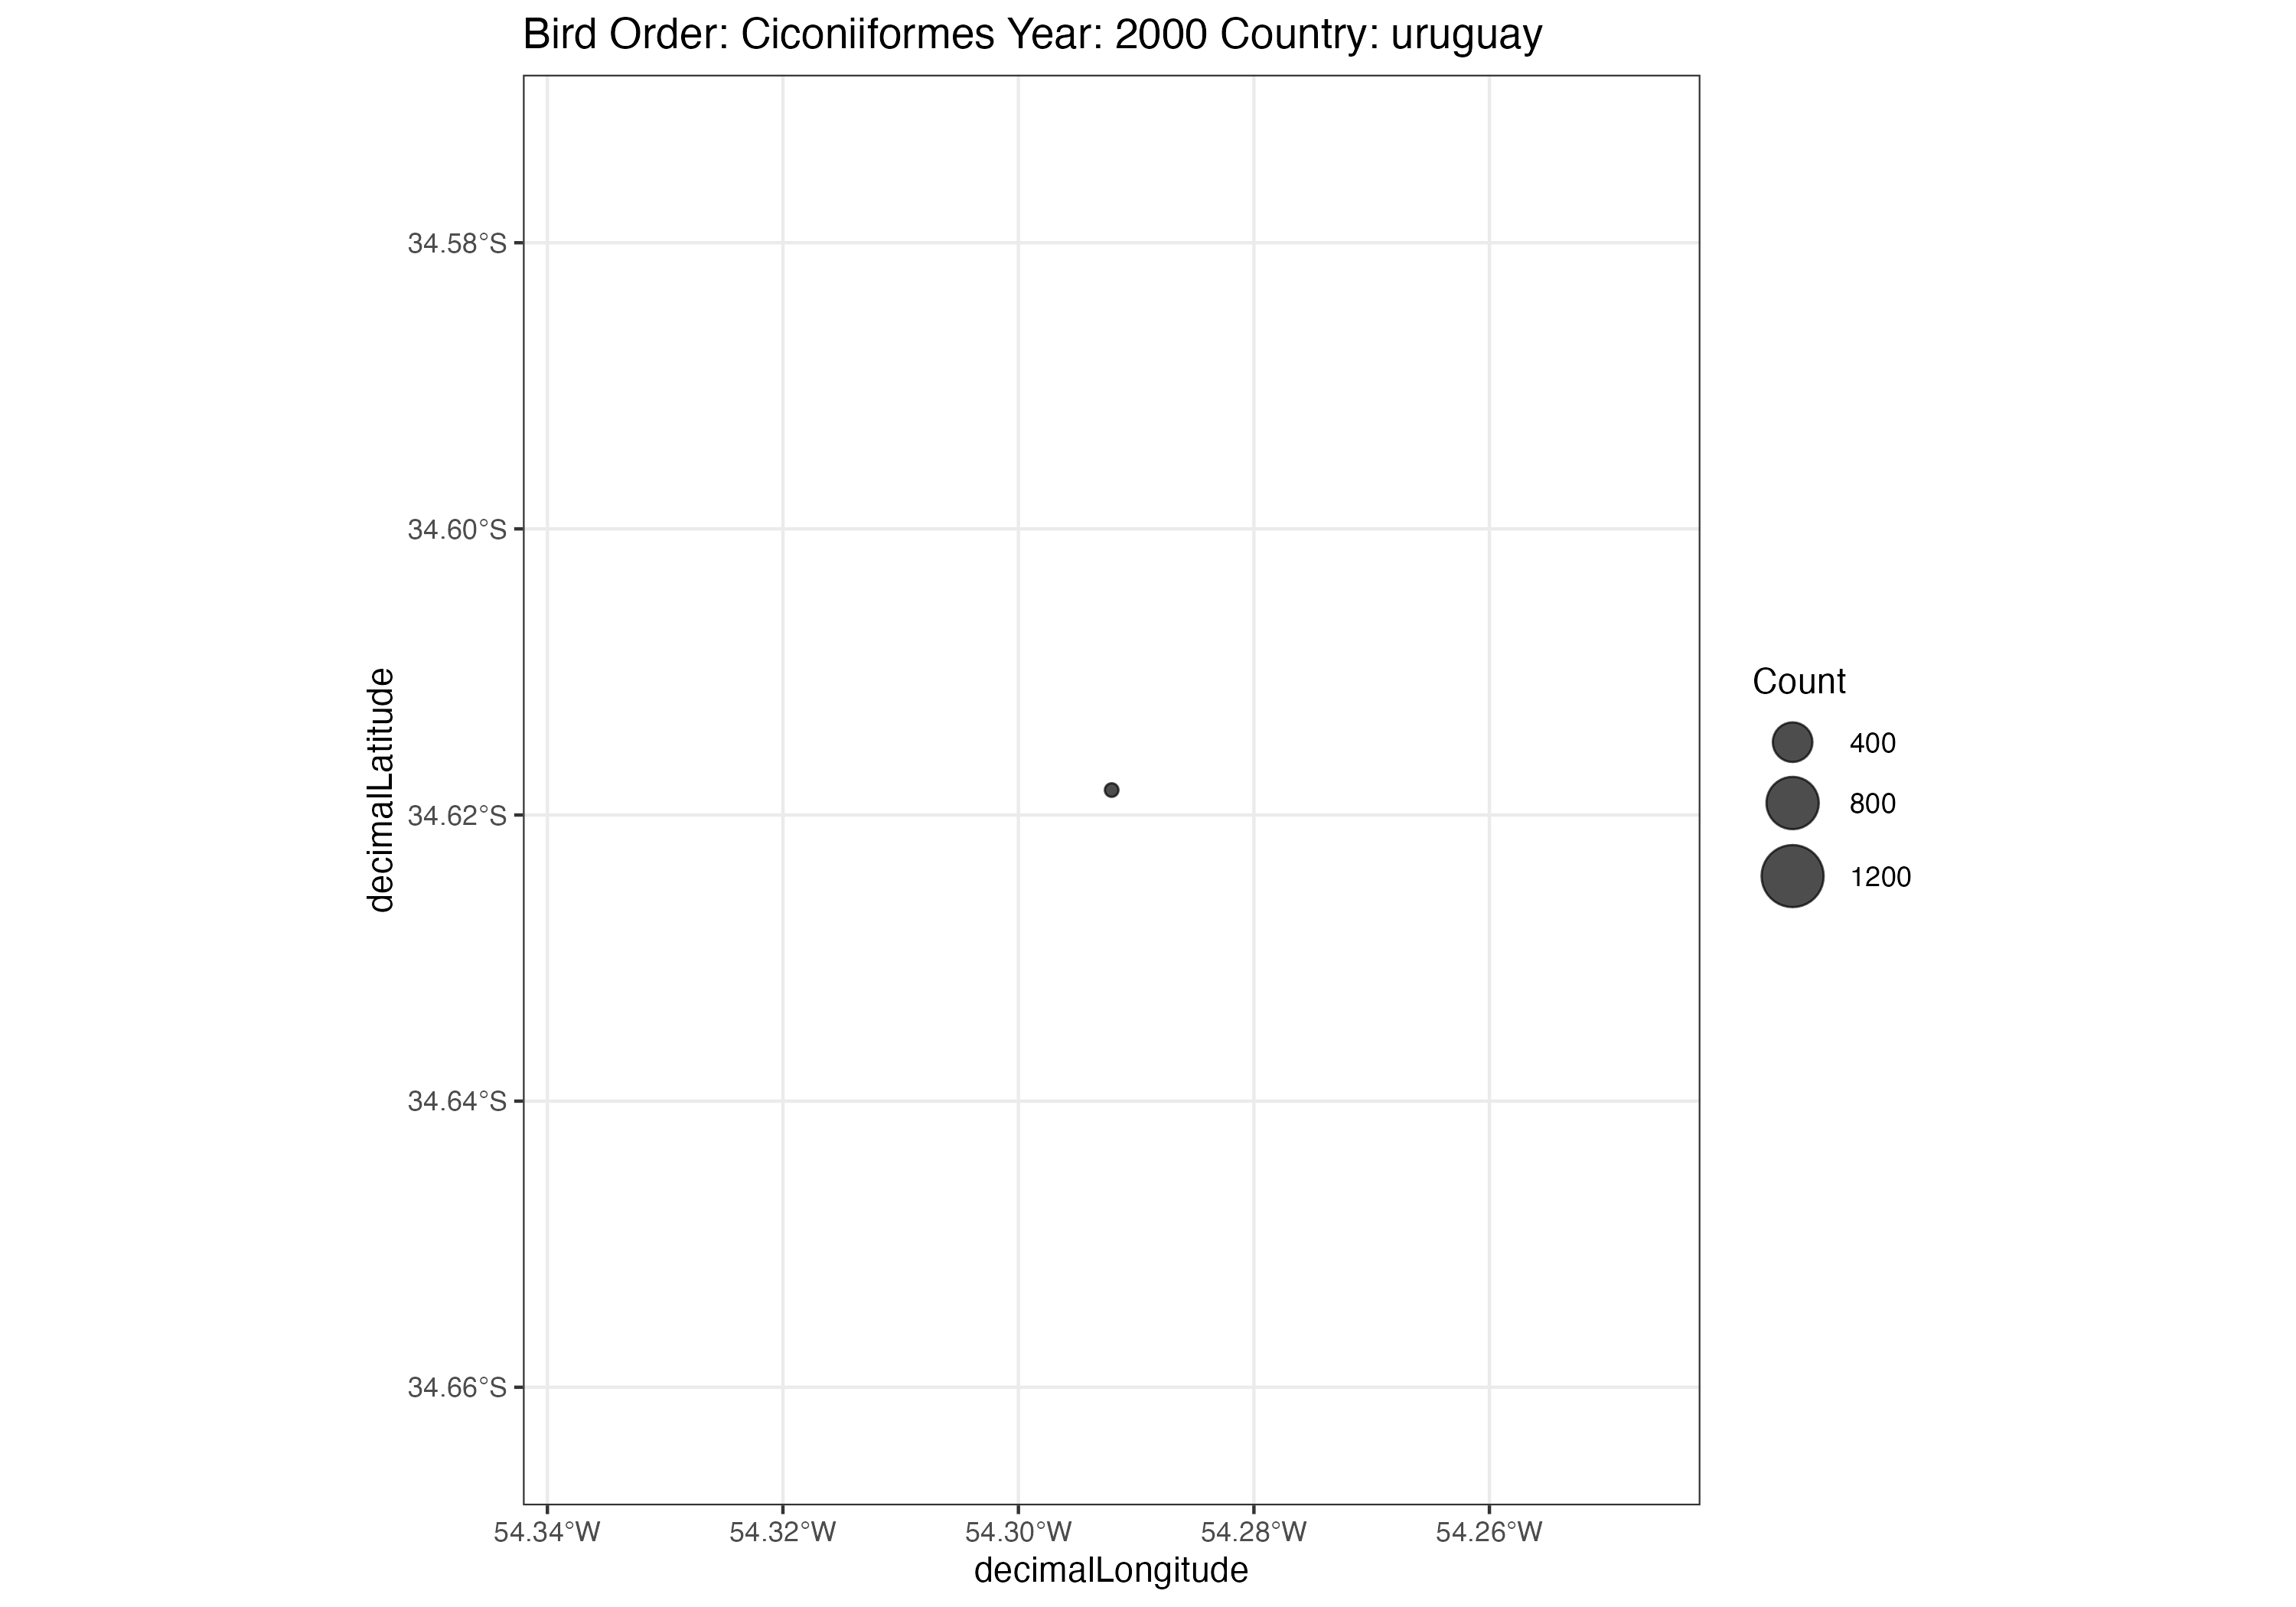 Bird Order: Ciconiiformes Year: 2000 Country: uruguay
decimalLatitude
34.58°S
34.60°S
34.62°S
34.64°S
34.66°S
54.34°W 54.32°W 54.30°W 54.28°W 54.26°W
decimalLongitude
Count
400
800
1200